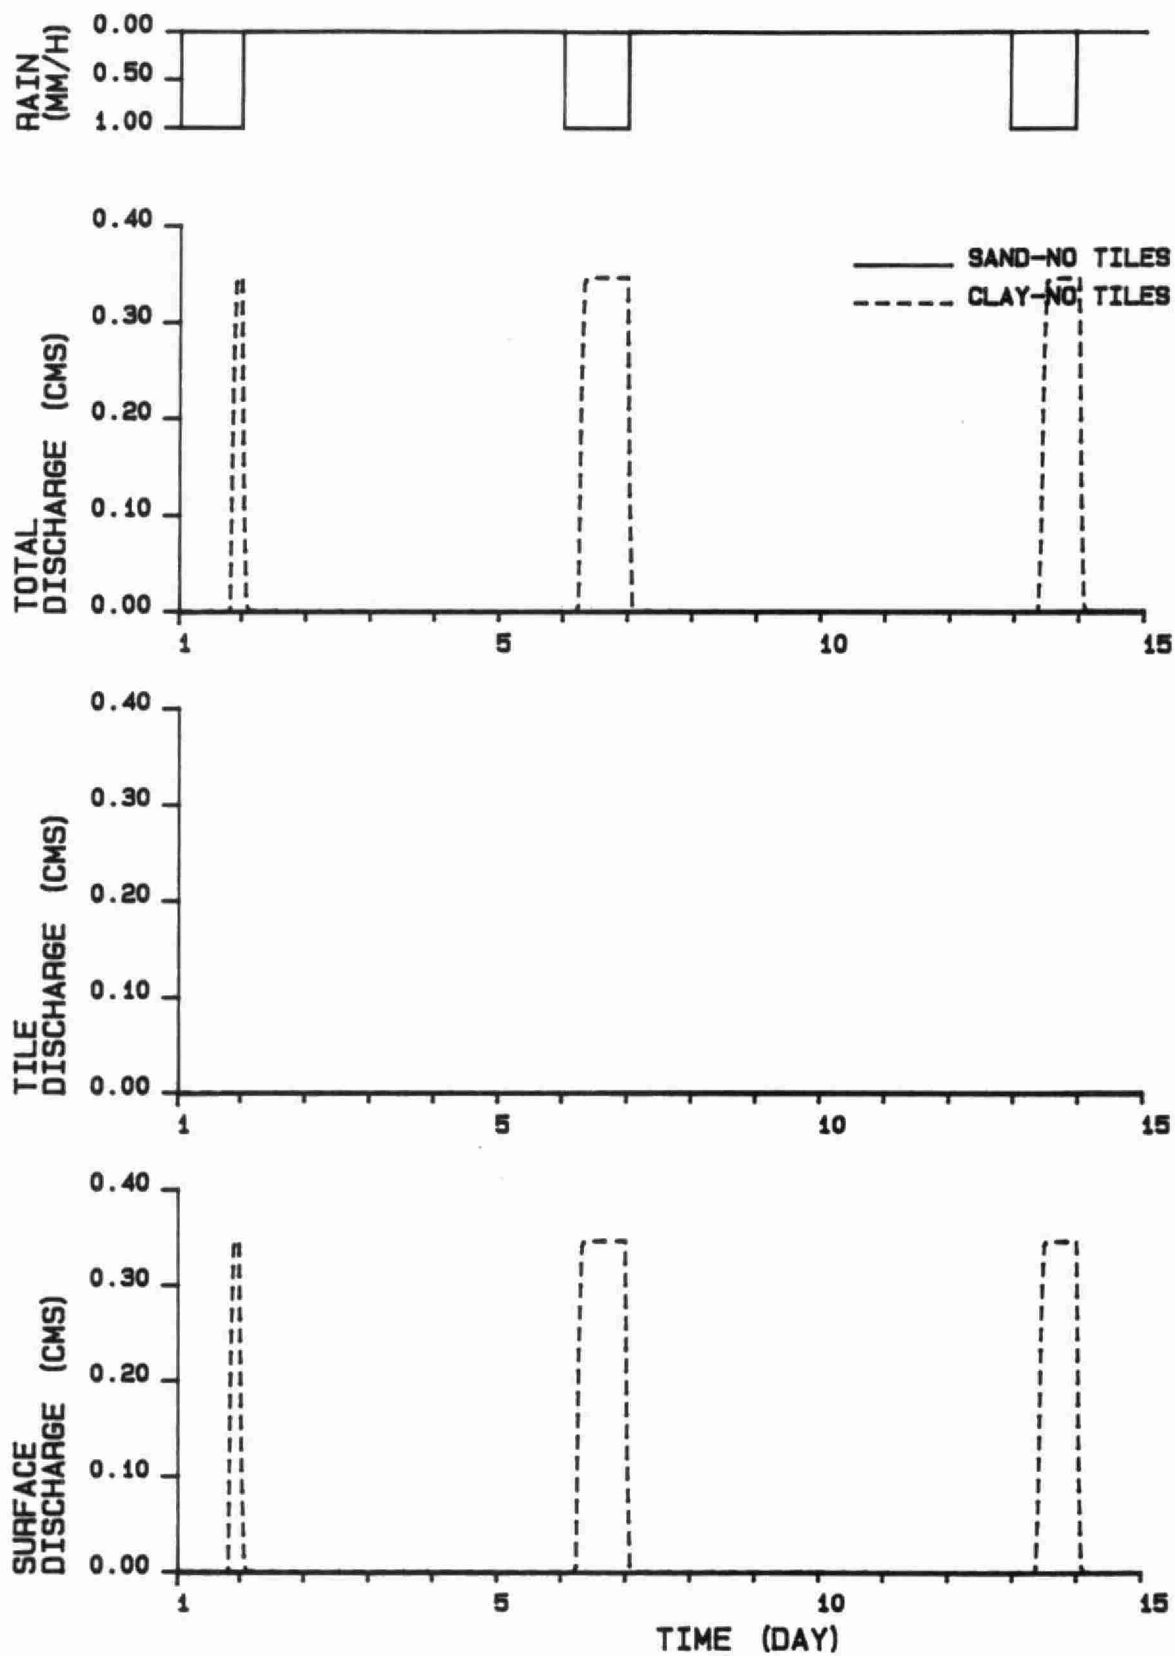 RAIN
(MM/H)
0.00
0.50
1.00
TOTAL
DISCHARGE (CMS)
0.40
0.30
0.20
0.10
0.00
SAND-NO TILES
CLAY-NO TILES
1 5 10 15
TILE
DISCHARGE (CMS)
0.40
0.30
0.20
0.10
0.00
1 5 10 15
SURFACE
DISCHARGE (CMS)
0.40
0.30
0.20
0.10
0.00
1 5 10 15
TIME (DAY)